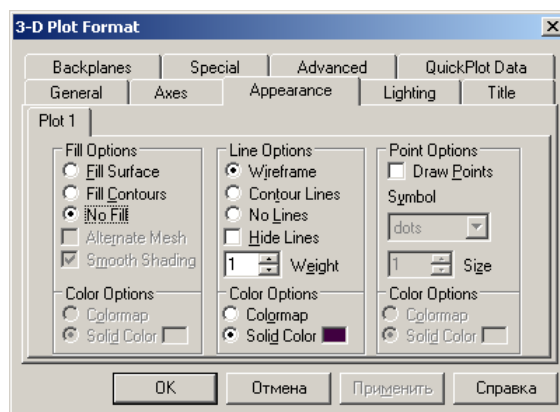 3-D Plot Format
Backplanes Special Advanced QuickPlot Data
General Axes Appearance Lighting Title
Plot 1
Fill Options Line Options Point Options
Fill Surface Wireframe Draw Points
Fill Contours Contour Lines Symbol
No Fill No Lines dots
Alternate Mesh Hide Lines
Smooth Shading 1 Weight 1 Size
Color Options Color Options Color Options
Colormap Colormap Colormap
Solid Color Solid Color Solid Color
OK Отмена Применить Справка